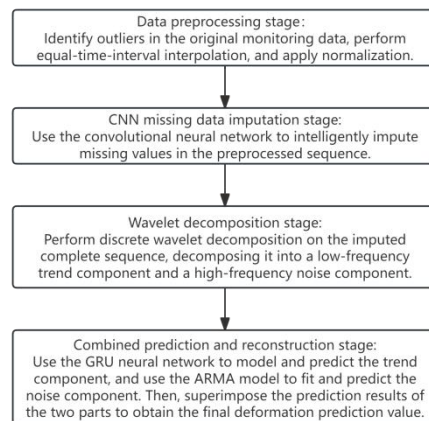 Data preprocessing stage:
Identify outliers in the original monitoring data, perform
equal-time-interval interpolation, and apply normalization.
CNN missing data imputation stage:
Use the convolutional neural network to intelligently impute
missing values in the preprocessed sequence.
Wavelet decomposition stage:
Perform discrete wavelet decomposition on the imputed
complete sequence, decomposing it into a low-frequency
trend component and a high-frequency noise component.
Combined prediction and reconstruction stage:
Use the GRU neural network to model and predict the trend
component, and use the ARMA model to fit and predict the
noise component. Then, superimpose the prediction results of
the two parts to obtain the final deformation prediction value.